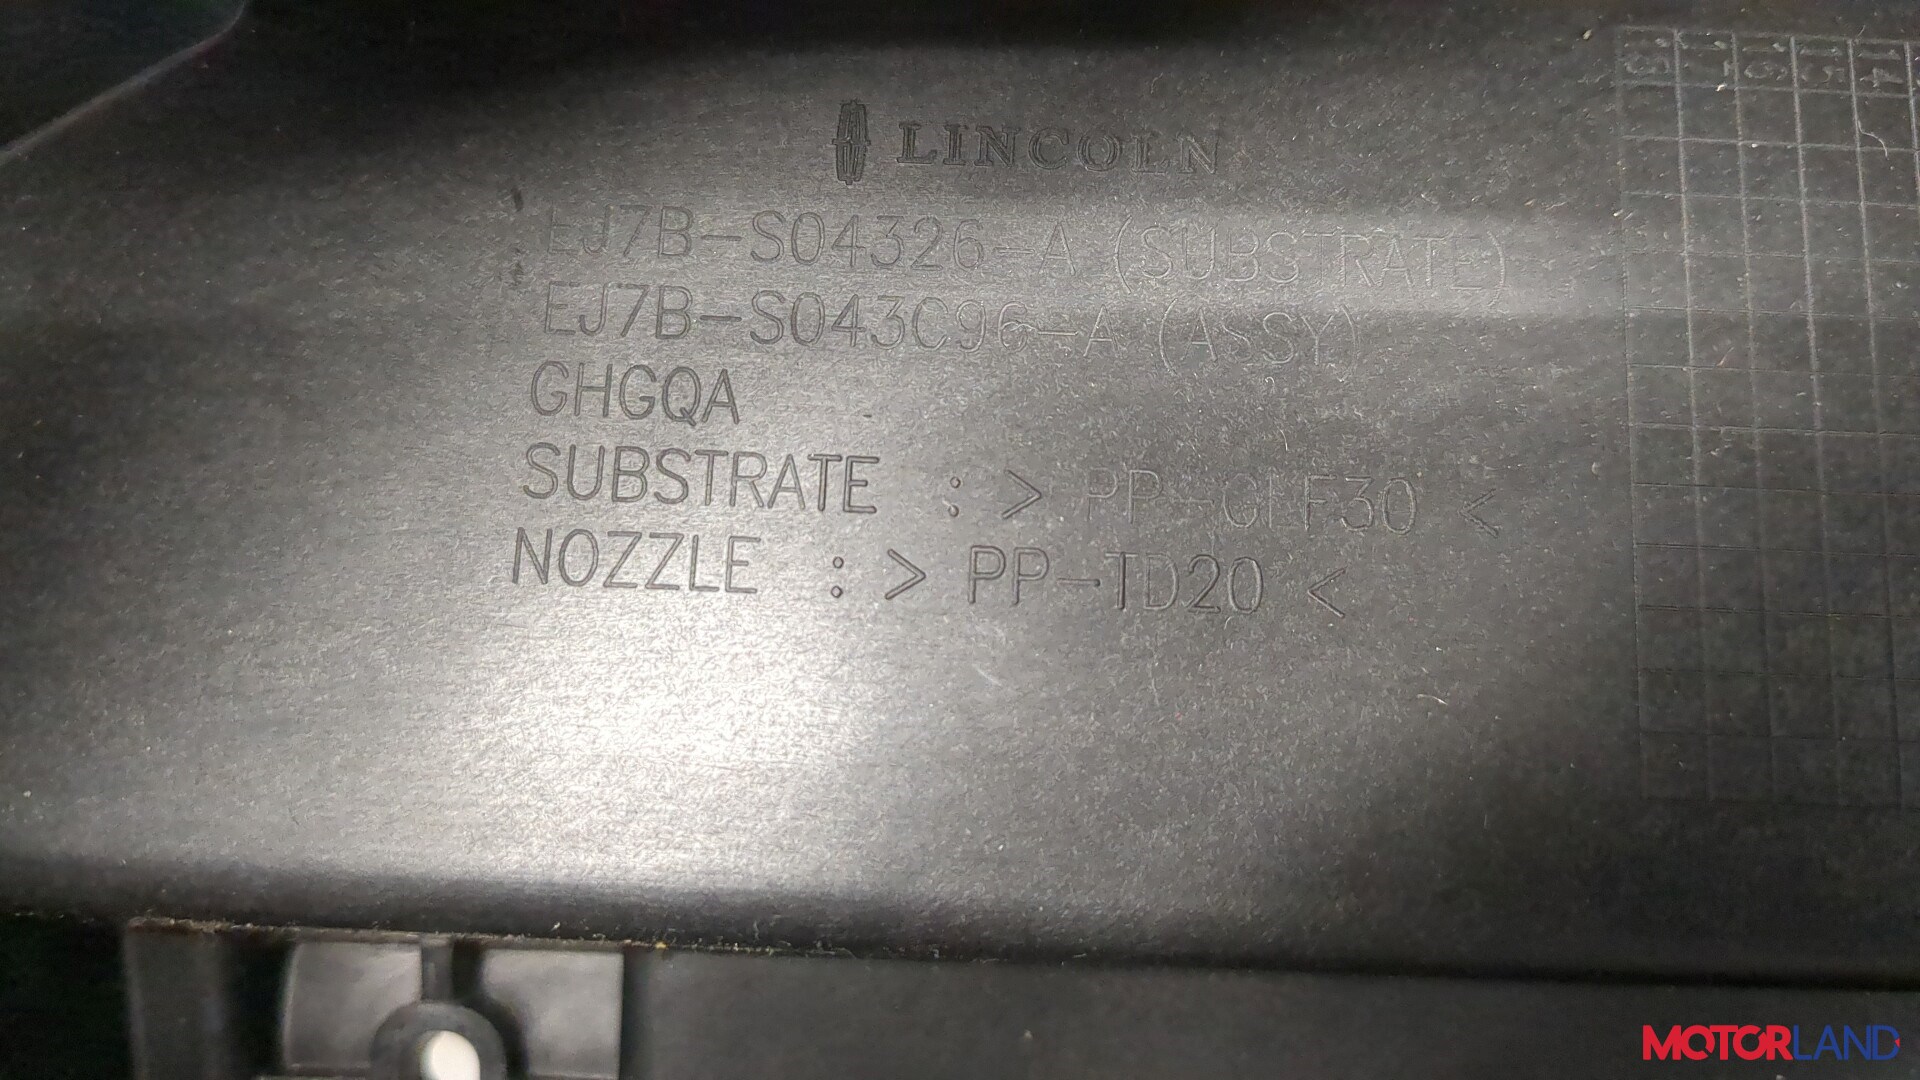 LINCOLN
EJ7B-S04326-A (SUBSTRATE)
EJ7B-S043C96-A (ASSY)
GHGQA
SUBSTRATE : > PP-GLF30 <
NOZZLE : > PP-TD20 <
MOTORLAND